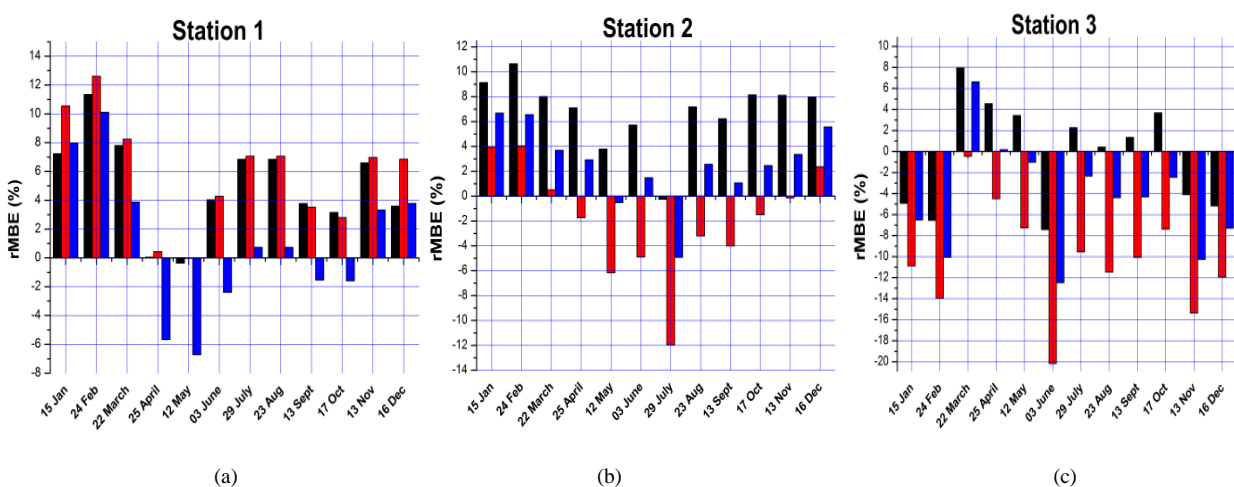 Station 1
rMBE (%)
14
12
10
8
6
4
2
0
-2
-4
-6
-8
15 Jan
24 Feb
22 March
25 April
12 May
03 June
29 July
23 Aug
13 Sept
17 Oct
13 Nov
16 Dec
(a)
Station 2
rMBE (%)
12
10
8
6
4
2
0
-2
-4
-6
-8
-10
-12
-14
15 Jan
24 Feb
22 March
25 April
12 May
03 June
29 July
23 Aug
13 Sept
17 Oct
13 Nov
16 Dec
(b)
Station 3
rMBE (%)
10
8
6
4
2
0
-2
-4
-6
-8
-10
-12
-14
-16
-18
-20
15 Jan
24 Feb
22 March
25 April
12 May
03 June
29 July
23 Aug
13 Sept
17 Oct
13 Nov
16 Dec
(c)